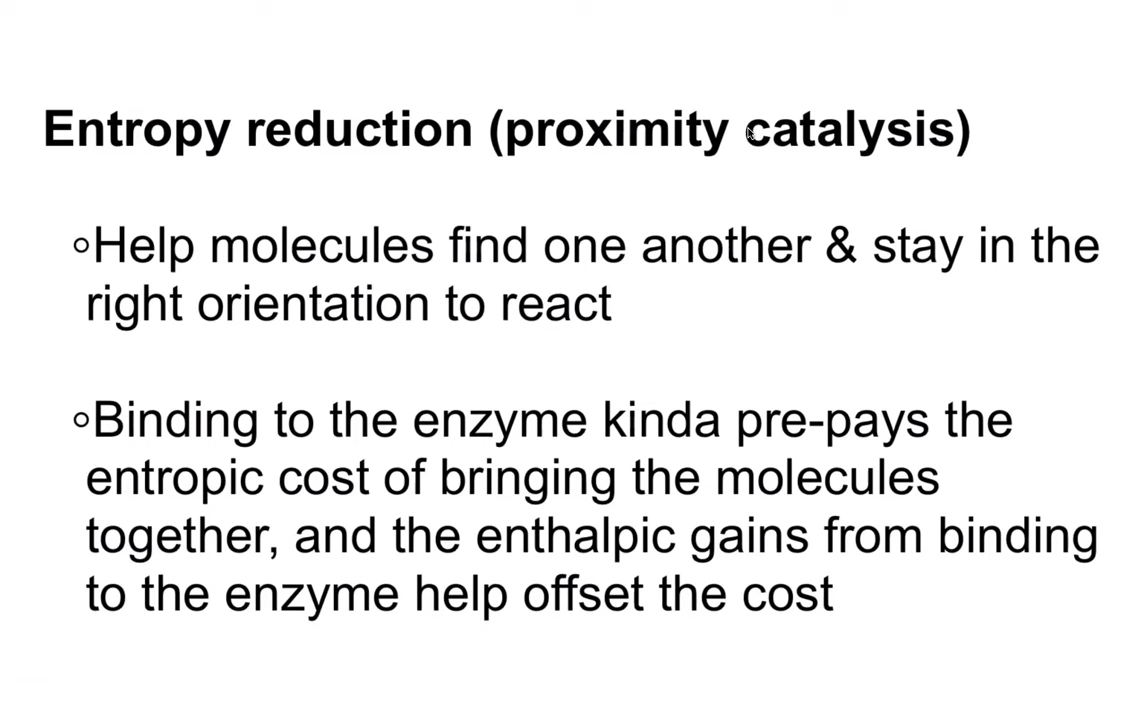 Entropy reduction (proximity catalysis)
◦Help molecules find one another & stay in the
right orientation to react
◦Binding to the enzyme kinda pre-pays the
entropic cost of bringing the molecules
together, and the enthalpic gains from binding
to the enzyme help offset the cost